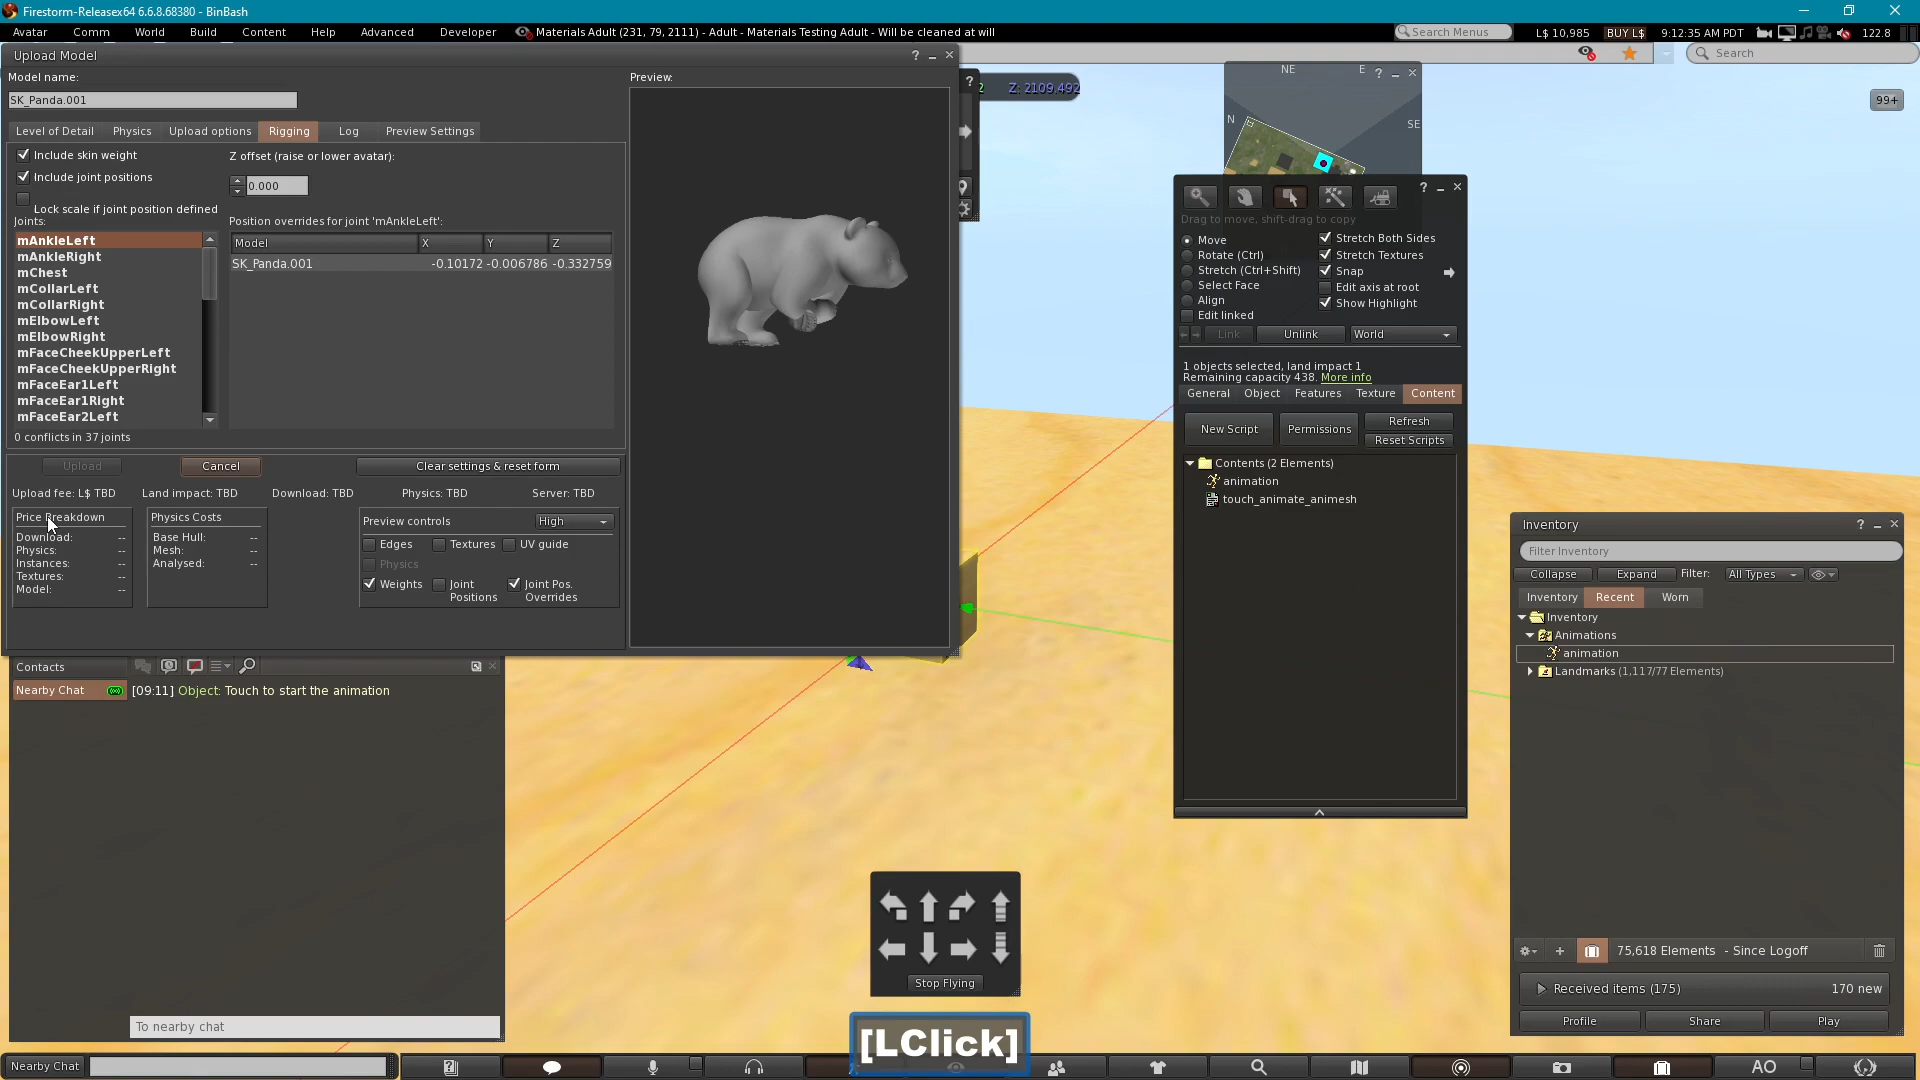 Firestorm-Releasex64 6.6.8.68380 - BinBash
Avatar Comm World Build Content Help Advanced Developer Materials Adult (231, 79, 2111) - Adult - Materials Testing Adult - Will be cleaned at will Search Menus L$ 10,985 BUY L$ 9:12:35 AM PDT 122.8
Search
Upload Model
Model name:
SK_Panda.001
Level of Detail Physics Upload options Rigging Log Preview Settings
Include skin weight
Include joint positions
Lock scale if joint position defined
Z offset (raise or lower avatar):
0.000
Joints:
mAnkleLeft
mAnkleRight
mChest
mCollarLeft
mCollarRight
mElbowLeft
mElbowRight
mFaceCheekUpperLeft
mFaceCheekUpperRight
mFaceEar1Left
mFaceEar1Right
mFaceEar2Left
0 conflicts in 37 joints
Position overrides for joint 'mAnkleLeft':
Model X Y Z
SK_Panda.001 -0.10172 -0.006786 -0.332759
Upload Cancel Clear settings & reset form
Upload fee: L$ TBD Land impact: TBD Download: TBD Physics: TBD Server: TBD
Price Breakdown
Download: --
Physics: --
Instances: --
Textures: --
Model: --
Physics Costs
Base Hull: --
Mesh: --
Analysed: --
Preview controls High
Edges Textures UV guide
Physics
Weights Joint Positions Joint Pos. Overrides
Preview:
2 Z: 2109.492
NE E
N SE
99+
Drag to move, shift-drag to copy
Move
Rotate (Ctrl)
Stretch (Ctrl+Shift)
Select Face
Align
Edit linked
Stretch Both Sides
Stretch Textures
Snap
Edit axis at root
Show Highlight
Link Unlink World
1 objects selected, land impact 1
Remaining capacity 438. More info
General Object Features Texture Content
New Script Permissions Refresh
Reset Scripts
Contents (2 Elements)
animation
touch_animate_animesh
Inventory
Filter Inventory
Collapse Expand Filter: All Types
Inventory Recent Worn
Inventory
Animations
animation
Landmarks (1,117/77 Elements)
75,618 Elements - Since Logoff
Received items (175) 170 new
Profile Share Play
Contacts
Nearby Chat [09:11] Object: Touch to start the animation
To nearby chat
Stop Flying
[LClick]
Nearby Chat
AO